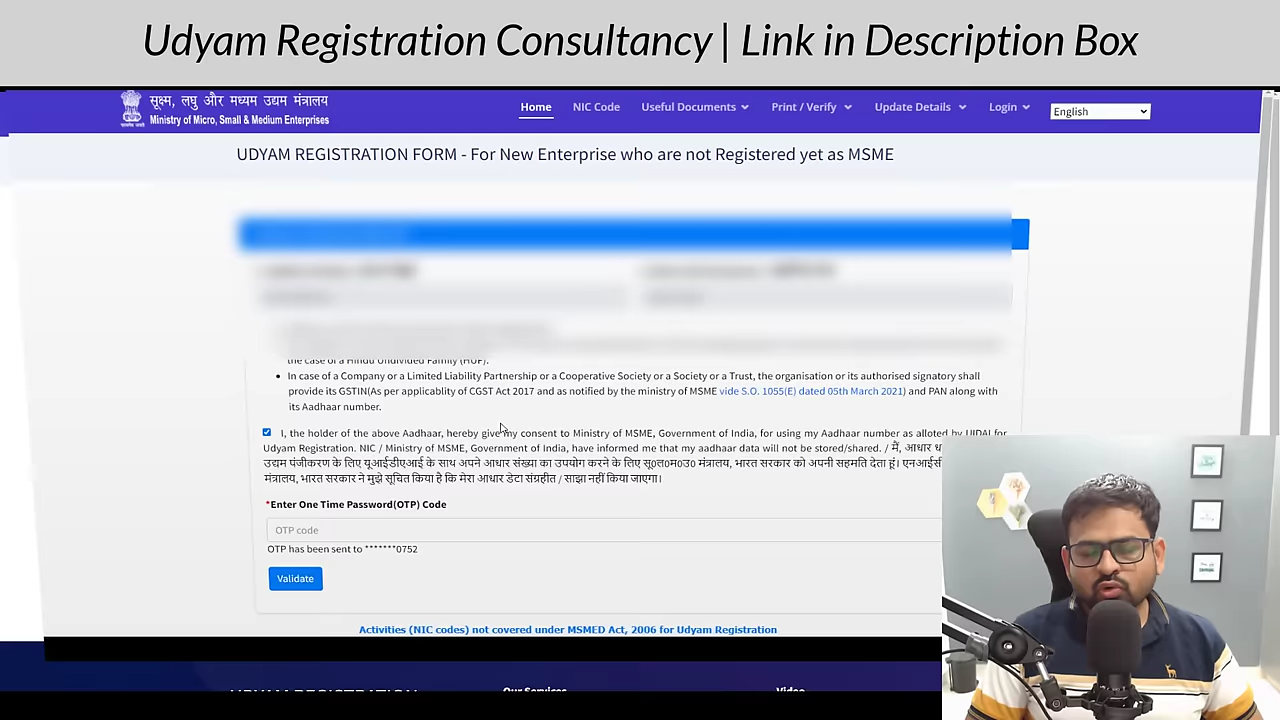 Udyam Registration Consultancy | Link in Description Box
सूक्ष्म, लघु और मध्यम उद्यम मंत्रालय
Ministry of Micro, Small & Medium Enterprises
Home NIC Code Useful Documents Print / Verify Update Details Login English
UDYAM REGISTRATION FORM - For New Enterprise who are not Registered yet as MSME
the case of a Hindu Undivided Family (HUF).
• In case of a Company or a Limited Liability Partnership or a Cooperative Society or a Society or a Trust, the organisation or its authorised signatory shall
provide its GSTIN(As per applicablity of CGST Act 2017 and as notified by the ministry of MSME vide S.O. 1055(E) dated 05th March 2021) and PAN along with
its Aadhaar number.
I, the holder of the above Aadhaar, hereby give my consent to Ministry of MSME, Government of India, for using my Aadhaar number as alloted by UIDAI for
Udyam Registration. NIC / Ministry of MSME, Government of India, have informed me that my aadhaar data will not be stored/shared. / मैं, आधार
उद्यम पंजीकरण के लिए यूआईडीएआई के साथ अपने आधार संख्या का उपयोग करने के लिए सू0ल0म0उ0 मंत्रालय, भारत सरकार को अपनी सहमति देता हूं। एनआईसी
मंत्रालय, भारत सरकार ने मुझे सूचित किया है कि मेरा आधार डेटा संग्रहीत / साझा नहीं किया जाएगा।
*Enter One Time Password(OTP) Code
OTP code
OTP has been sent to *******0752
Validate
Activities (NIC codes) not covered under MSMED Act, 2006 for Udyam Registration
UDYAM REGISTRATION Our Services Video